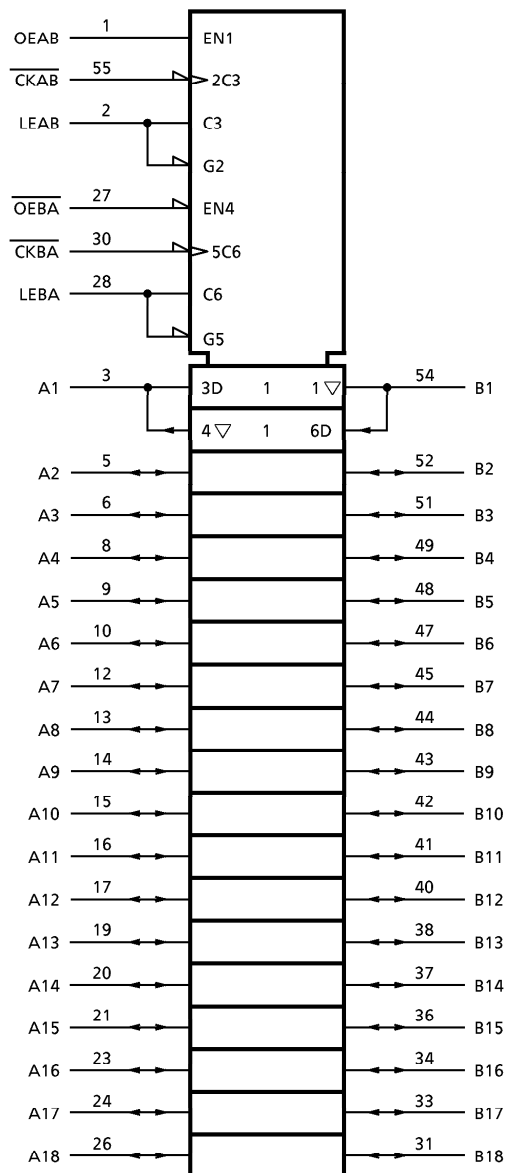 OEAB 1 EN1
CKAB 55 2C3
LEAB 2 C3
G2
OEBA 27 EN4
CKBA 30 5C6
LEBA 28 C6
G5
A1 3 3D 1 1 ▽ 54 B1
4 ▽ 1 6D
A2 5 52 B2
A3 6 51 B3
A4 8 49 B4
A5 9 48 B5
A6 10 47 B6
A7 12 45 B7
A8 13 44 B8
A9 14 43 B9
A10 15 42 B10
A11 16 41 B11
A12 17 40 B12
A13 19 38 B13
A14 20 37 B14
A15 21 36 B15
A16 23 34 B16
A17 24 33 B17
A18 26 31 B18